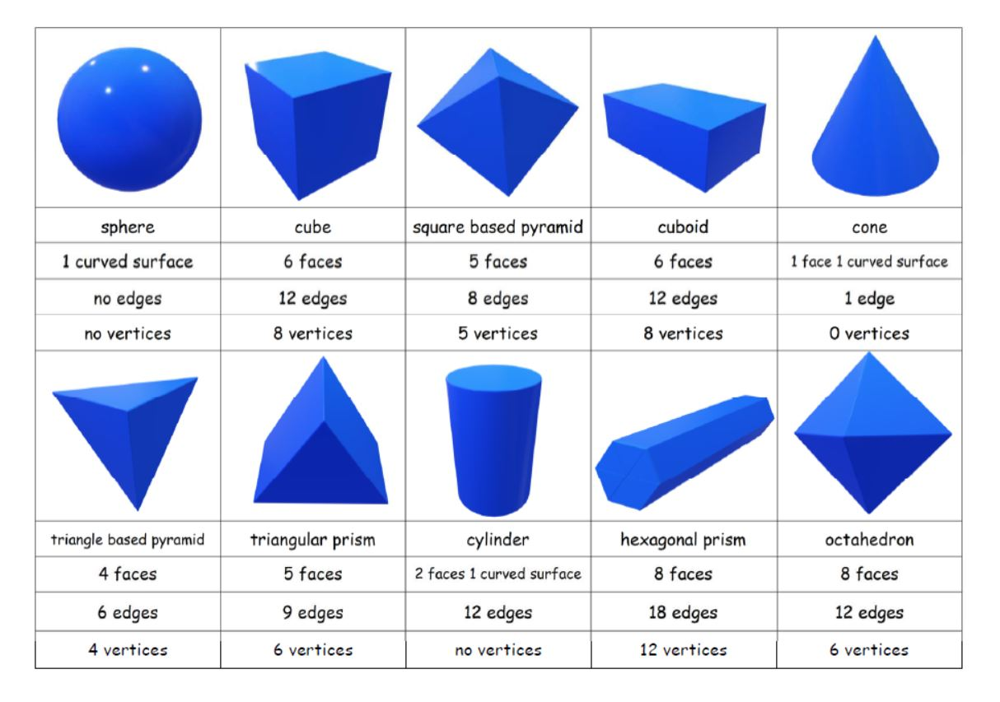 sphere cube square based pyramid cuboid cone
1 curved surface 6 faces 5 faces 6 faces 1 face 1 curved surface
no edges 12 edges 8 edges 12 edges 1 edge
no vertices 8 vertices 5 vertices 8 vertices 0 vertices
triangle based pyramid triangular prism cylinder hexagonal prism octahedron
4 faces 5 faces 2 faces 1 curved surface 8 faces 8 faces
6 edges 9 edges 12 edges 18 edges 12 edges
4 vertices 6 vertices no vertices 12 vertices 6 vertices